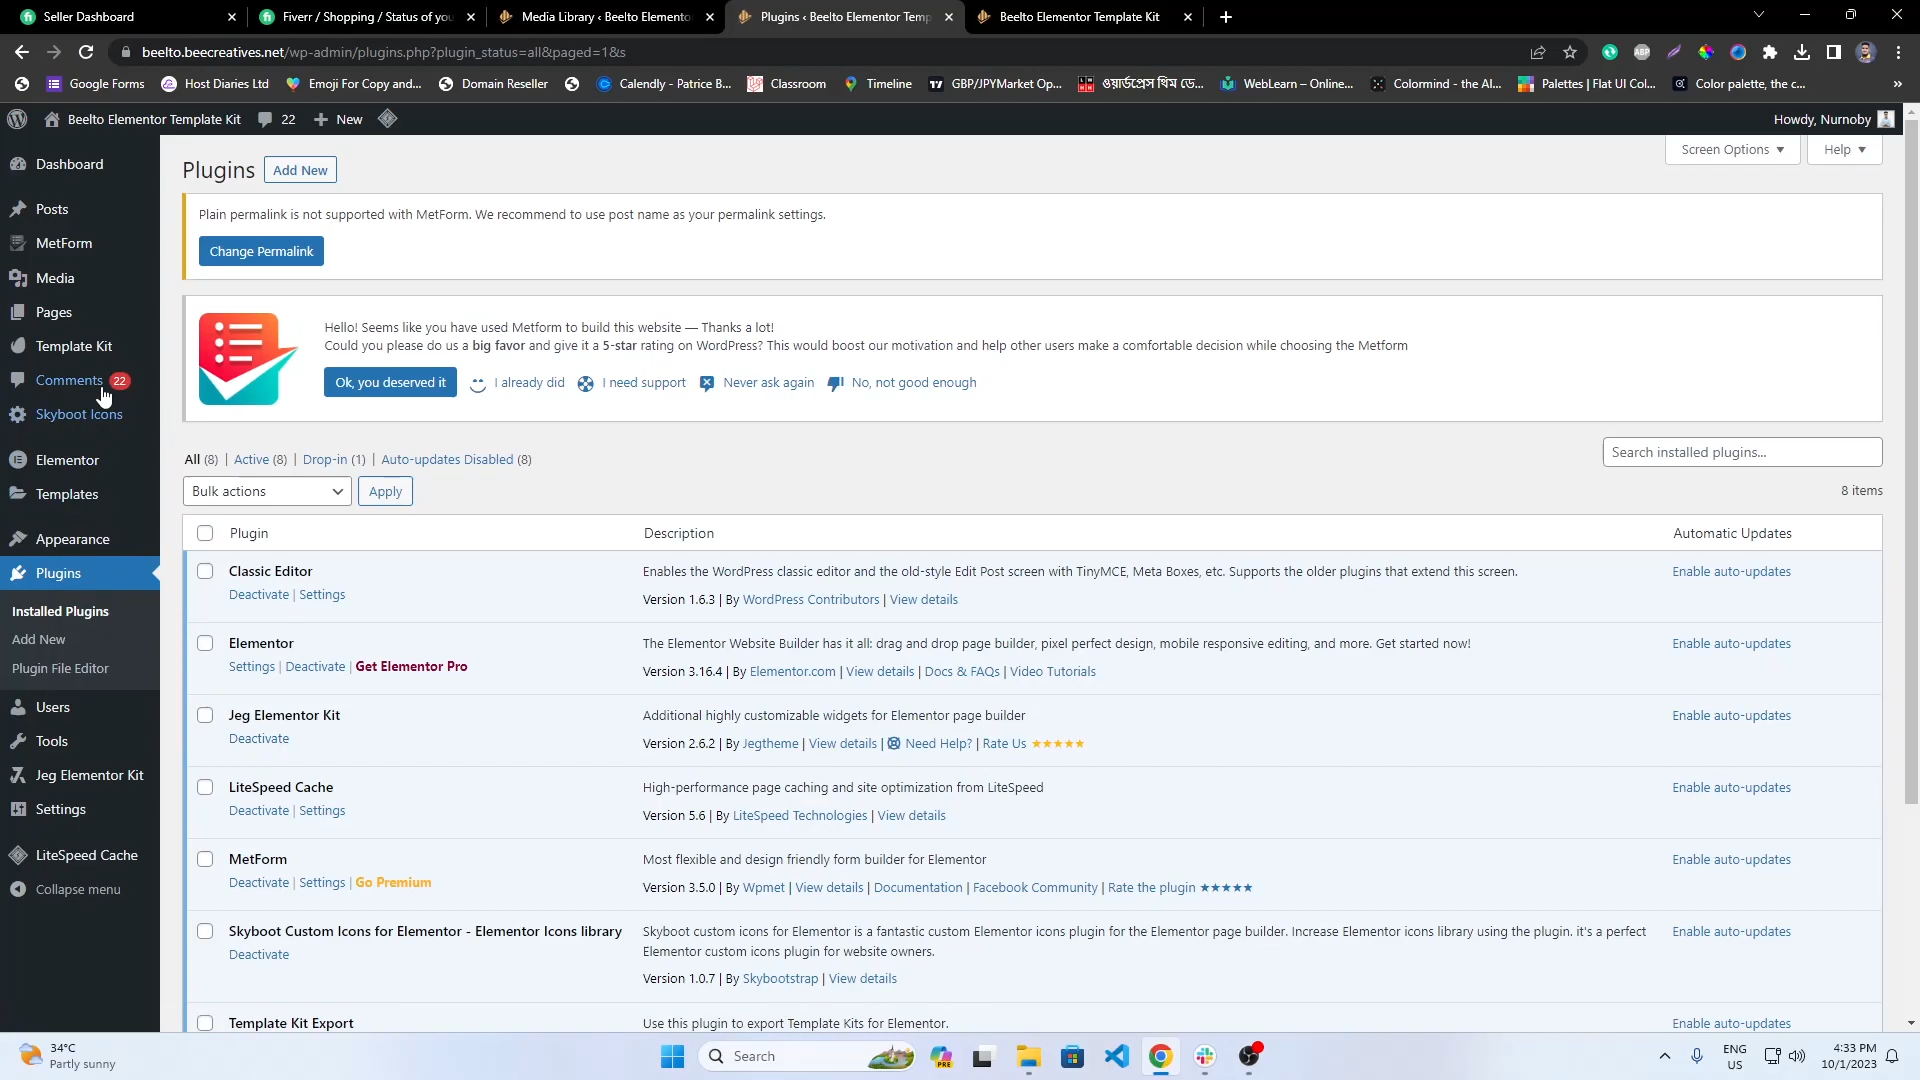 Seller Dashboard
Fiverr / Shopping / Status of you
Media Library ‹ Beelto Elemento
Plugins ‹ Beelto Elementor Temp
Beelto Elementor Template Kit
beelto.beecreatives.net/wp-admin/plugins.php?plugin_status=all&paged=1&s
ABP
Google Forms
Host Diaries Ltd
Emoji For Copy and...
Domain Reseller
Calendly - Patrice B...
Classroom
Timeline
GBP/JPYMarket Op...
ওয়ার্ডপ্রেস থিম ডে...
WebLearn – Online...
Colormind - the AI...
Palettes | Flat UI Col...
Color palette, the c...
Beelto Elementor Template Kit
22
New
Howdy, Nurnoby
Dashboard
Posts
MetForm
Media
Pages
Template Kit
Comments 22
Skyboot Icons
Elementor
Templates
Appearance
Plugins
Installed Plugins
Add New
Plugin File Editor
Users
Tools
Jeg Elementor Kit
Settings
LiteSpeed Cache
Collapse menu
Plugins Add New
Screen Options
Help
Plain permalink is not supported with MetForm. We recommend to use post name as your permalink settings.
Change Permalink
Hello! Seems like you have used Metform to build this website — Thanks a lot!
Could you please do us a big favor and give it a 5-star rating on WordPress? This would boost our motivation and help other users make a comfortable decision while choosing the Metform
Ok, you deserved it
I already did
I need support
Never ask again
No, not good enough
All (8) | Active (8) | Drop-in (1) | Auto-updates Disabled (8)
Search installed plugins...
Bulk actions
Apply
8 items
Plugin Description Automatic Updates
Classic Editor
Deactivate | Settings
Enables the WordPress classic editor and the old-style Edit Post screen with TinyMCE, Meta Boxes, etc. Supports the older plugins that extend this screen.
Version 1.6.3 | By WordPress Contributors | View details
Enable auto-updates
Elementor
Settings | Deactivate | Get Elementor Pro
The Elementor Website Builder has it all: drag and drop page builder, pixel perfect design, mobile responsive editing, and more. Get started now!
Version 3.16.4 | By Elementor.com | View details | Docs & FAQs | Video Tutorials
Enable auto-updates
Jeg Elementor Kit
Deactivate
Additional highly customizable widgets for Elementor page builder
Version 2.6.2 | By Jegtheme | View details | Need Help? | Rate Us ★★★★★
Enable auto-updates
LiteSpeed Cache
Deactivate | Settings
High-performance page caching and site optimization from LiteSpeed
Version 5.6 | By LiteSpeed Technologies | View details
Enable auto-updates
MetForm
Deactivate | Settings | Go Premium
Most flexible and design friendly form builder for Elementor
Version 3.5.0 | By Wpmet | View details | Documentation | Facebook Community | Rate the plugin ★★★★★
Enable auto-updates
Skyboot Custom Icons for Elementor - Elementor Icons library
Deactivate
Skyboot custom icons for Elementor is a fantastic custom Elementor icons plugin for the Elementor page builder. Increase Elementor icons library using the plugin. it's a perfect
Elementor custom icons plugin for website owners.
Version 1.0.7 | By Skybootstrap | View details
Enable auto-updates
Template Kit Export
Use this plugin to export Template Kits for Elementor.
Enable auto-updates
34°C
Partly sunny
Search
PRE
ENG
US
4:33 PM
10/1/2023